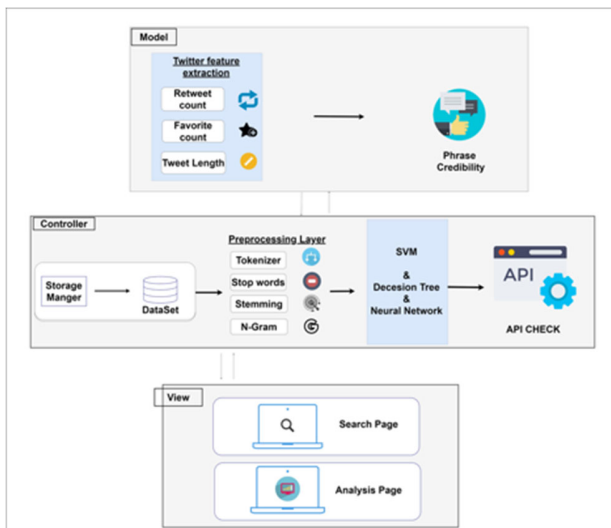 Model
Twitter feature
extraction
Retweet
count
Favorite
count
Tweet Length
Phrase
Credibility
Controller
Storage
Manger
DataSet
Preprocessing Layer
Tokenizer
Stop words
Stemming
N-Gram
SVM
&
Decesion Tree
&
Neural Network
API
API CHECK
View
Search Page
Analysis Page